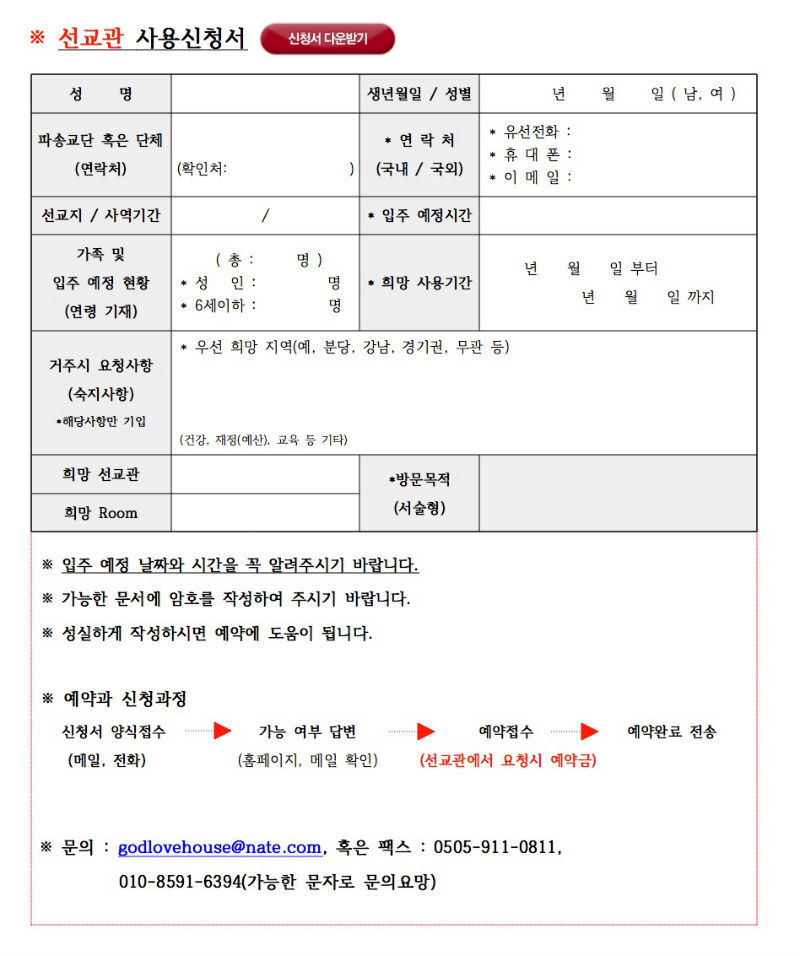 ※ 선교관 사용신청서 신청서 다운받기
성 명
생년월일 / 성별
년 월 일 ( 남, 여 )
파송교단 혹은 단체
(연락처)
(확인처: )
* 연 락 처
(국내 / 국외)
* 유선전화 :
* 휴 대 폰 :
* 이 메 일 :
선교지 / 사역기간
/
* 입주 예정시간
가족 및
입주 예정 현황
(연령 기재)
( 총 : 명 )
* 성 인 : 명
* 6세이하 : 명
* 희망 사용기간
년 월 일 부터
년 월 일 까지
거주시 요청사항
(숙지사항)
*해당사항만 기입
* 우선 희망 지역(예, 분당, 강남, 경기권, 무관 등)
(건강, 재정(예산), 교육 등 기타)
희망 선교관
희망 Room
*방문목적
(서술형)
※ 입주 예정 날짜와 시간을 꼭 알려주시기 바랍니다.
※ 가능한 문서에 암호를 작성하여 주시기 바랍니다.
※ 성실하게 작성하시면 예약에 도움이 됩니다.
※ 예약과 신청과정
신청서 양식접수 가능 여부 답변 예약접수 예약완료 전송
(메일, 전화) (홈페이지, 메일 확인) (선교관에서 요청시 예약금)
※ 문의 : godlovehouse@nate.com, 혹은 팩스 : 0505-911-0811,
010-8591-6394(가능한 문자로 문의요망)